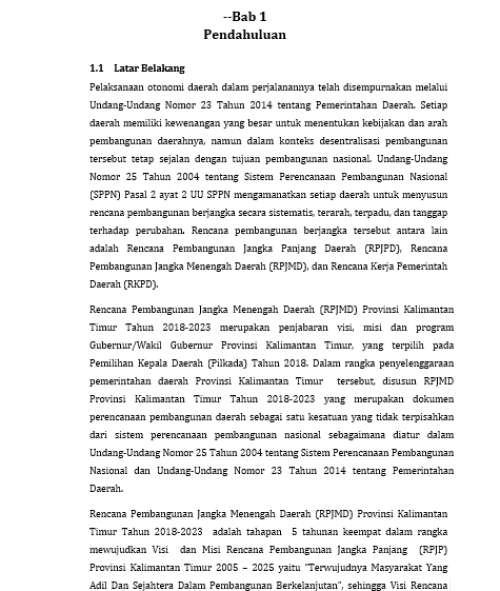 --Bab 1
Pendahuluan
1.1 Latar Belakang
Pelaksanaan otonomi daerah dalam perjalanannya telah disempurnakan melalui
Undang-Undang Nomor 23 Tahun 2014 tentang Pemerintahan Daerah. Setiap
daerah memiliki kewenangan yang besar untuk menentukan kebijakan dan arah
pembangunan daerahnya, namun dalam konteks desentralisasi pembangunan
tersebut tetap sejalan dengan tujuan pembangunan nasional. Undang-Undang
Nomor 25 Tahun 2004 tentang Sistem Perencanaan Pembangunan Nasional
(SPPN) Pasal 2 ayat 2 UU SPPN mengamanatkan setiap daerah untuk menyusun
rencana pembangunan berjangka secara sistematis, terarah, terpadu, dan tanggap
terhadap perubahan. Rencana pembangunan berjangka tersebut antara lain
adalah Rencana Pembangunan Jangka Panjang Daerah (RPJPD), Rencana
Pembangunan Jangka Menengah Daerah (RPJMD), dan Rencana Kerja Pemerintah
Daerah (RKPD).
Rencana Pembangunan Jangka Menengah Daerah (RPJMD) Provinsi Kalimantan
Timur Tahun 2018-2023 merupakan penjabaran visi, misi dan program
Gubernur/Wakil Gubernur Provinsi Kalimantan Timur, yang terpilih pada
Pemilihan Kepala Daerah (Pilkada) Tahun 2018. Dalam rangka penyelenggaraan
pemerintahan daerah Provinsi Kalimantan Timur tersebut, disusun RPJMD
Provinsi Kalimantan Timur Tahun 2018-2023 yang merupakan dokumen
perencanaan pembangunan daerah sebagai satu kesatuan yang tidak terpisahkan
dari sistem perencanaan pembangunan nasional sebagaimana diatur dalam
Undang-Undang Nomor 25 Tahun 2004 tentang Sistem Perencanaan Pembangunan
Nasional dan Undang-Undang Nomor 23 Tahun 2014 tentang Pemerintahan
Daerah.
Rencana Pembangunan Jangka Menengah Daerah (RPJMD) Provinsi Kalimantan
Timur Tahun 2018-2023 adalah tahapan 5 tahunan keempat dalam rangka
mewujudkan Visi dan Misi Rencana Pembangunan Jangka Panjang (RPJP)
Provinsi Kalimantan Timur 2005 – 2025 yaitu "Terwujudnya Masyarakat Yang
Adil Dan Sejahtera Dalam Pembangunan Berkelanjutan", sehingga Visi Rencana